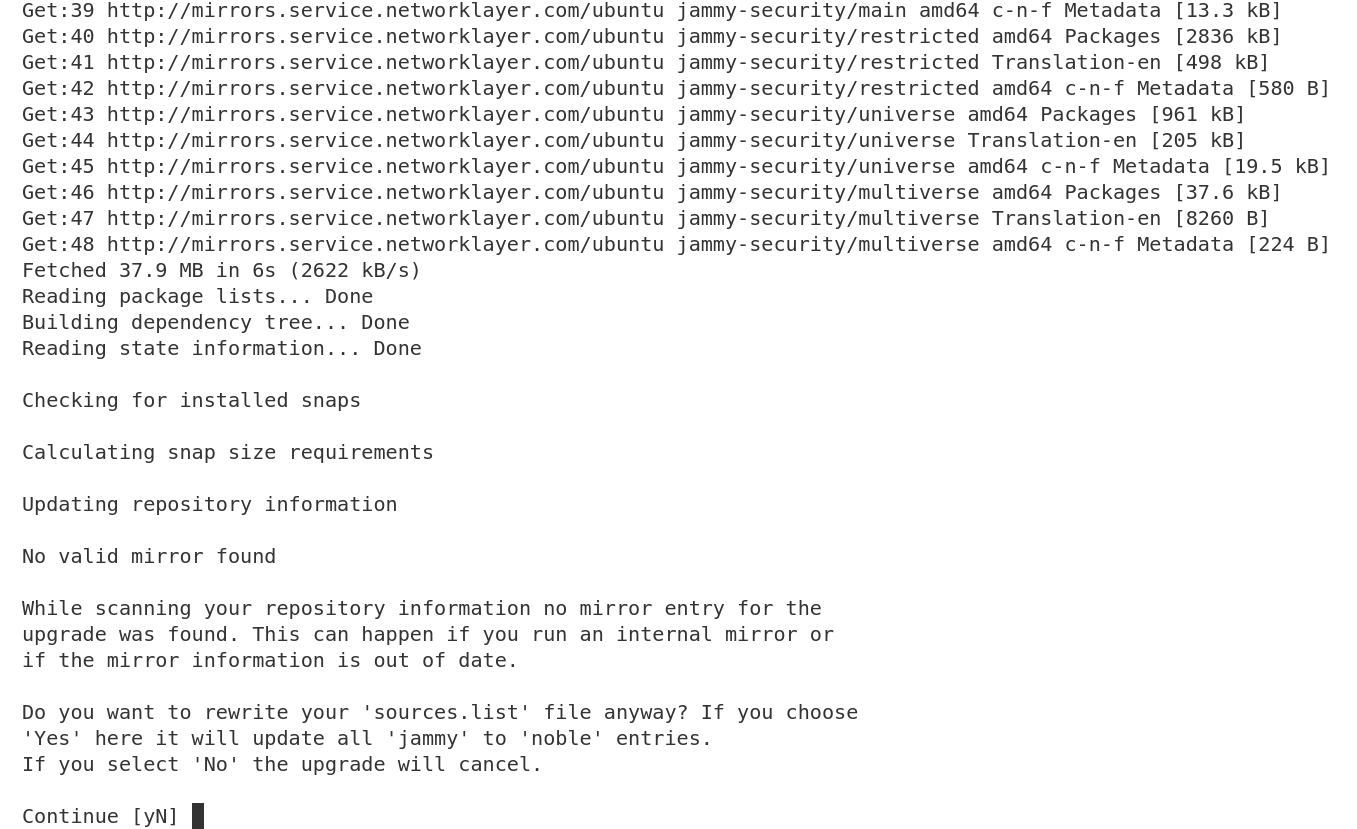 Get:39 http://mirrors.service.networklayer.com/ubuntu jammy-security/main amd64 c-n-f Metadata [13.3 kB]
Get:40 http://mirrors.service.networklayer.com/ubuntu jammy-security/restricted amd64 Packages [2836 kB]
Get:41 http://mirrors.service.networklayer.com/ubuntu jammy-security/restricted Translation-en [498 kB]
Get:42 http://mirrors.service.networklayer.com/ubuntu jammy-security/restricted amd64 c-n-f Metadata [580 B]
Get:43 http://mirrors.service.networklayer.com/ubuntu jammy-security/universe amd64 Packages [961 kB]
Get:44 http://mirrors.service.networklayer.com/ubuntu jammy-security/universe Translation-en [205 kB]
Get:45 http://mirrors.service.networklayer.com/ubuntu jammy-security/universe amd64 c-n-f Metadata [19.5 kB]
Get:46 http://mirrors.service.networklayer.com/ubuntu jammy-security/multiverse amd64 Packages [37.6 kB]
Get:47 http://mirrors.service.networklayer.com/ubuntu jammy-security/multiverse Translation-en [8260 B]
Get:48 http://mirrors.service.networklayer.com/ubuntu jammy-security/multiverse amd64 c-n-f Metadata [224 B]
Fetched 37.9 MB in 6s (2622 kB/s)
Reading package lists... Done
Building dependency tree... Done
Reading state information... Done
Checking for installed snaps
Calculating snap size requirements
Updating repository information
No valid mirror found
While scanning your repository information no mirror entry for the
upgrade was found. This can happen if you run an internal mirror or
if the mirror information is out of date.
Do you want to rewrite your 'sources.list' file anyway? If you choose
'Yes' here it will update all 'jammy' to 'noble' entries.
If you select 'No' the upgrade will cancel.
Continue [yN]